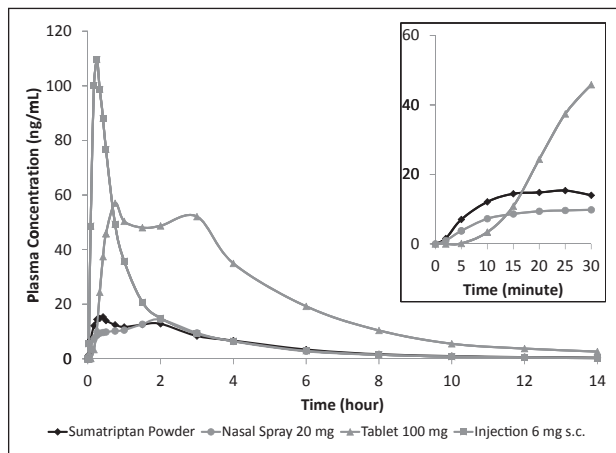 120
100
80
60
40
20
0
Plasma Concentration (ng/mL)
0 2 4 6 8 10 12 14
Time (hour)
60
40
20
0
0 5 10 15 20 25 30
Time (minute)
Sumatriptan Powder Nasal Spray 20 mg Tablet 100 mg Injection 6 mg s.c.